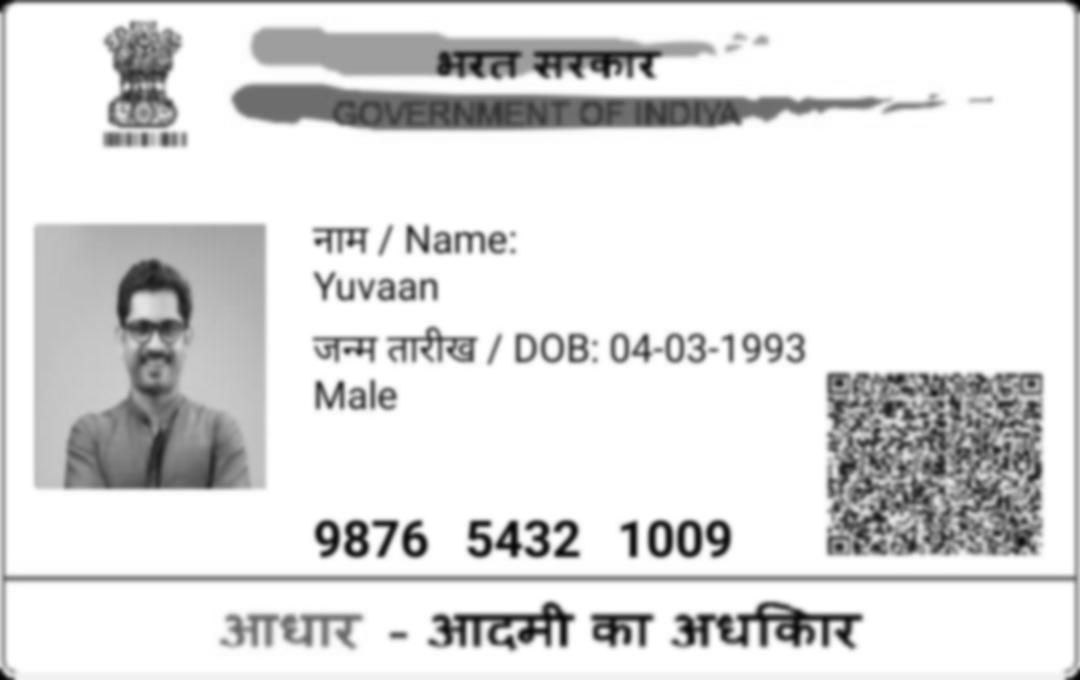 भरत सरकार
GOVERNMENT OF INDIYA
नाम / Name:
Yuvaan
जन्म तारीख / DOB: 04-03-1993
Male
9876 5432 1009
आधार - आदमी का अधकिार